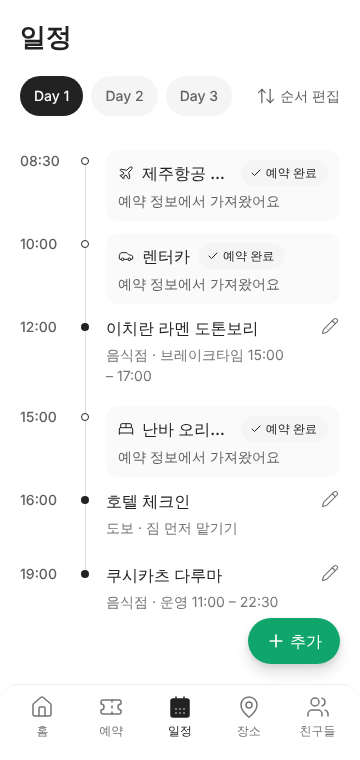 일정
Day 1
Day 2
Day 3
순서 편집
08:30
제주항공 ...
예약 완료
예약 정보에서 가져왔어요
10:00
렌터카
예약 완료
예약 정보에서 가져왔어요
12:00
이치란 라멘 도톤보리
음식점 · 브레이크타임 15:00
– 17:00
15:00
난바 오리...
예약 완료
예약 정보에서 가져왔어요
16:00
호텔 체크인
도보 · 짐 먼저 맡기기
19:00
쿠시카츠 다루마
음식점 · 운영 11:00 – 22:30
추가
홈
예약
일정
장소
친구들